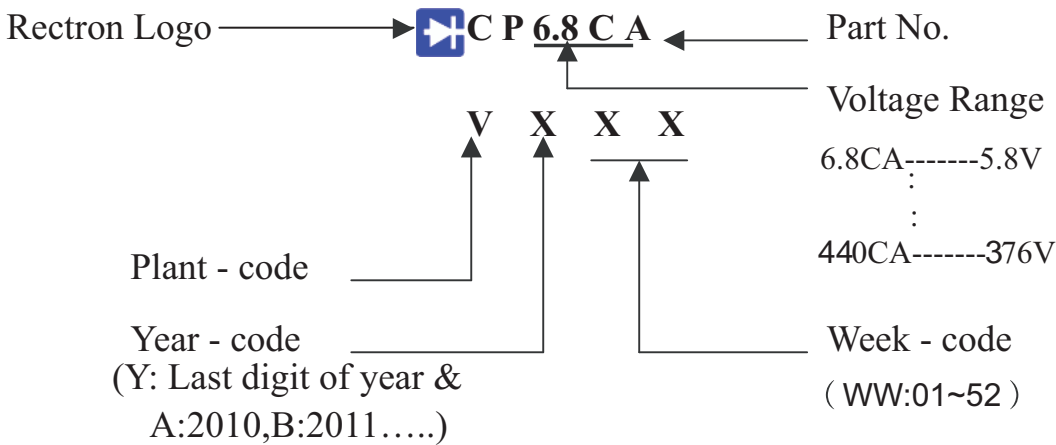 Rectron Logo C P 6.8 C A Part No.
Voltage Range
V X X X
6.8CA-------5.8V
:
:
440CA-------376V
Plant - code
Year - code Week - code
(Y: Last digit of year &
(WW:01~52)
A:2010,B:2011…..)